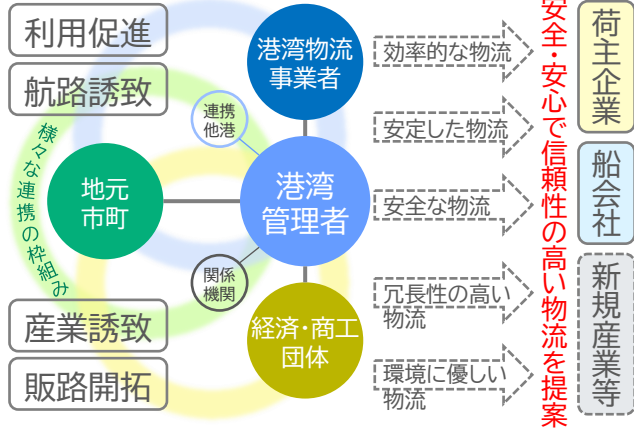 利用促進
航路誘致
様々な連携の枠組み
地元
市町
産業誘致
販路開拓
港湾物流
事業者
連携
他港
港湾
管理者
関係
機関
経済・商工
団体
効率的な物流
安定した物流
安全な物流
冗長性の高い
物流
環境に優しい
物流
安全・安心で信頼性の高い物流を提案
荷主企業
船会社
新規産業等